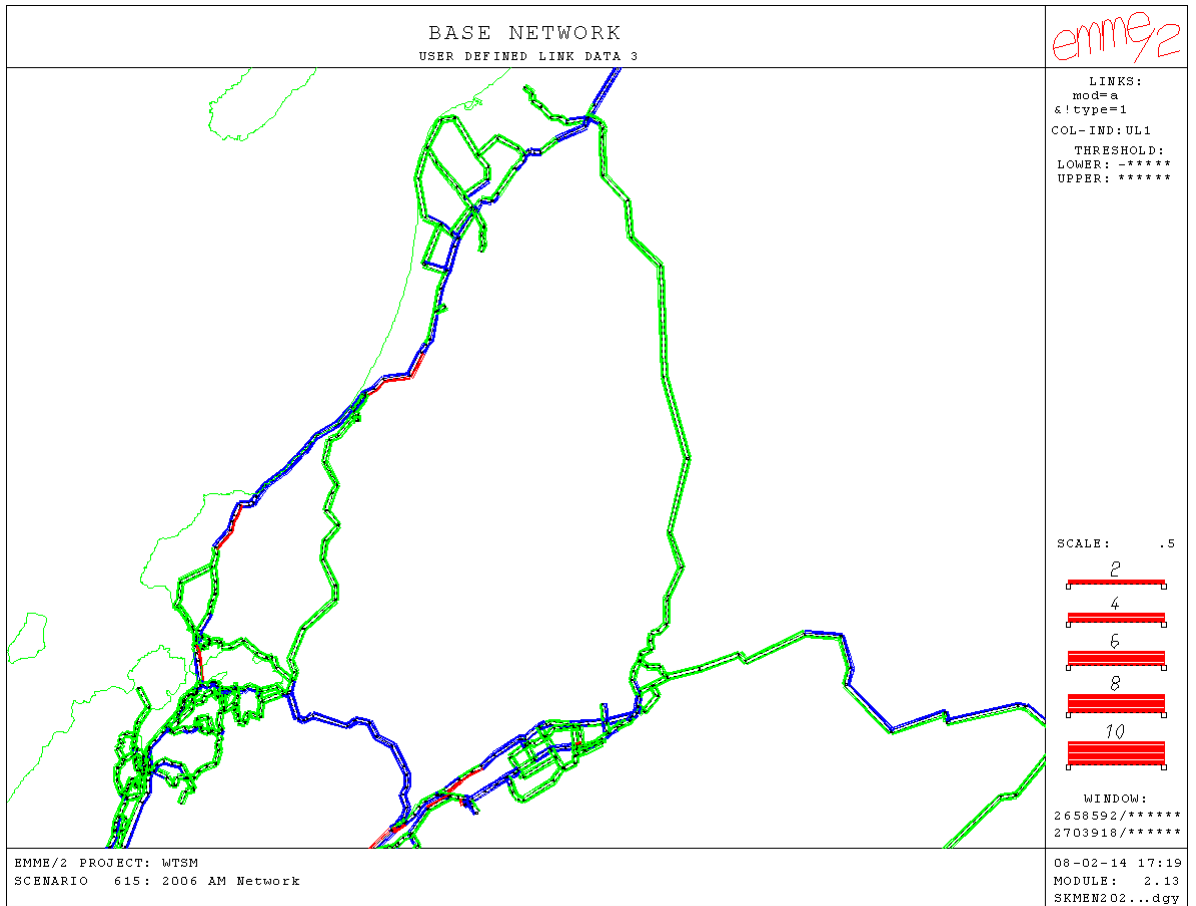 BASE NETWORK
USER DEFINED LINK DATA 3
emme/2
LINKS:
mod=a
&!type=1
COL-IND:UL1
THRESHOLD:
LOWER: -*****
UPPER: ******
SCALE: .5
2
4
6
8
10
WINDOW:
2658592/******
2703918/******
EMME/2 PROJECT: WTSM
SCENARIO 615: 2006 AM Network
08-02-14 17:19
MODULE: 2.13
SKMEN202...dgy